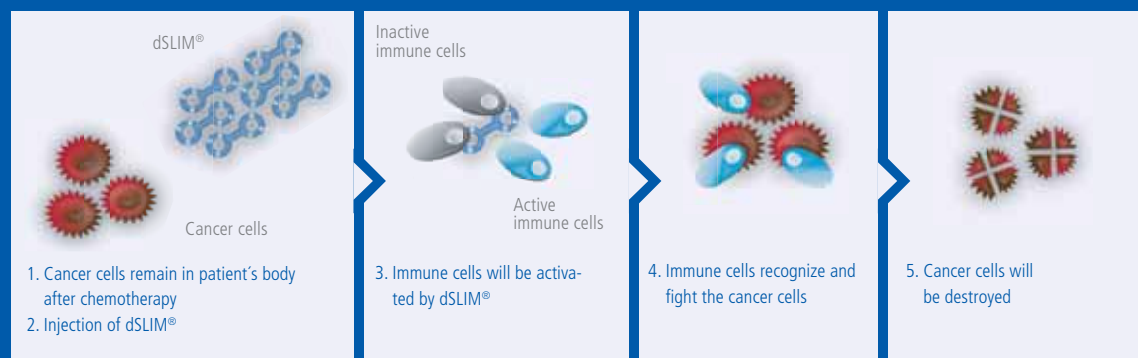 dSLIM®
Cancer cells
1. Cancer cells remain in patient´s body
after chemotherapy
2. Injection of dSLIM®
Inactive
immune cells
Active
immune cells
3. Immune cells will be activa-
ted by dSLIM®
4. Immune cells recognize and
fight the cancer cells
5. Cancer cells will
be destroyed